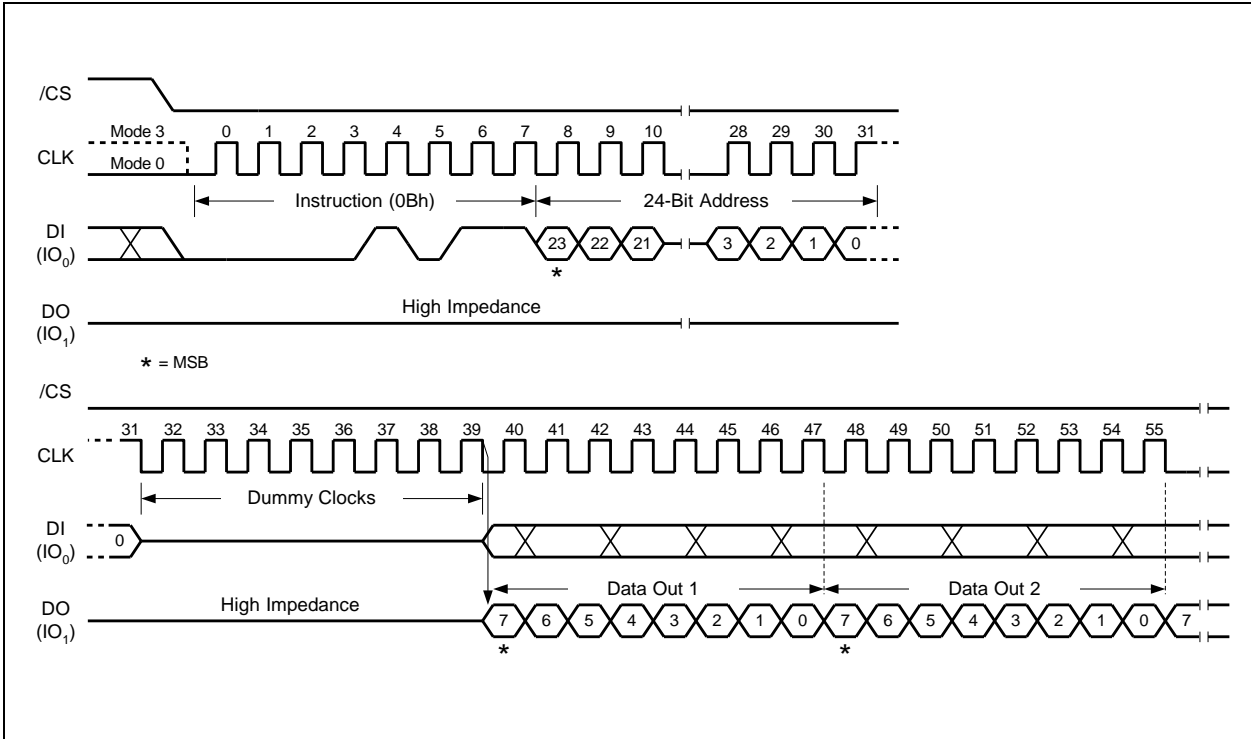 /CS
Mode 3 0 1 2 3 4 5 6 7 8 9 10 28 29 30 31
CLK
Mode 0
Instruction (0Bh) 24-Bit Address
DI
(IO0) 23 22 21 3 2 1 0
*
DO High Impedance
(IO1)
* = MSB
/CS
31 32 33 34 35 36 37 38 39 40 41 42 43 44 45 46 47 48 49 50 51 52 53 54 55
CLK
Dummy Clocks
DI
(IO0) 0
Data Out 1 Data Out 2
DO High Impedance
(IO1) 7 6 5 4 3 2 1 0 7 6 5 4 3 2 1 0 7
* *